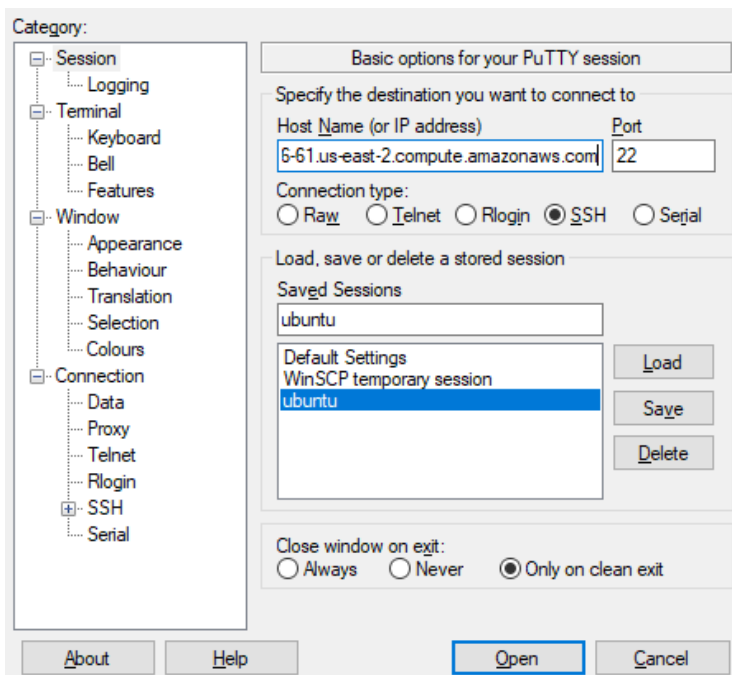 Category:
Session
Logging
Terminal
Keyboard
Bell
Features
Window
Appearance
Behaviour
Translation
Selection
Colours
Connection
Data
Proxy
Telnet
Rlogin
SSH
Serial
Basic options for your PuTTY session
Specify the destination you want to connect to
Host Name (or IP address) Port
6-61.us-east-2.compute.amazonaws.com 22
Connection type:
Raw Telnet Rlogin SSH Serial
Load, save or delete a stored session
Saved Sessions
ubuntu
Default Settings
WinSCP temporary session
ubuntu
Load
Save
Delete
Close window on exit:
Always Never Only on clean exit
About Help Open Cancel